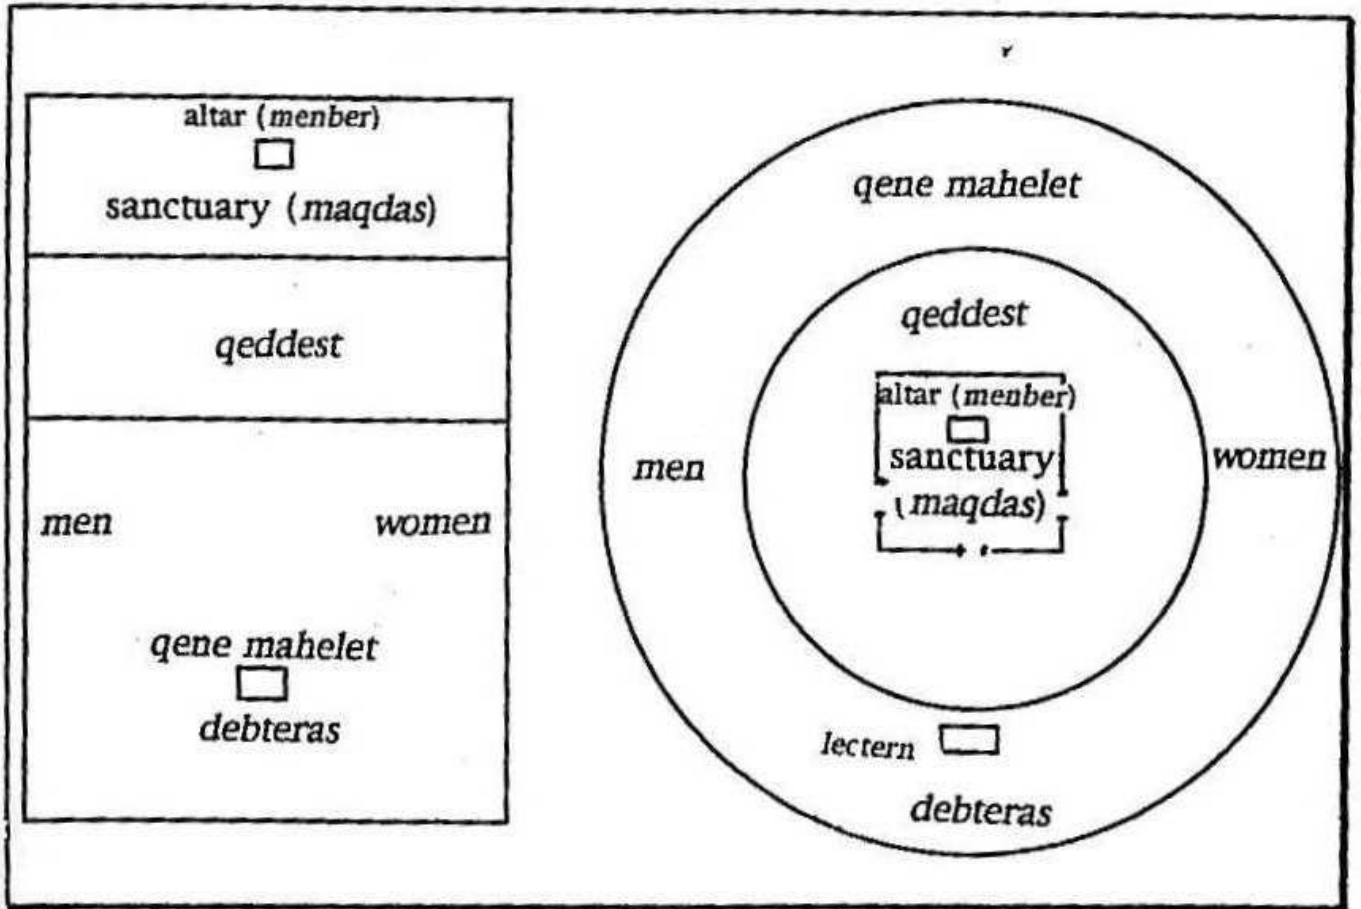 altar (menber)
sanctuary (maqdas)
qeddest
men
women
qene mahelet
debteras
qene mahelet
qeddest
altar (menber)
sanctuary
(maqdas)
men
women
lectern
debteras